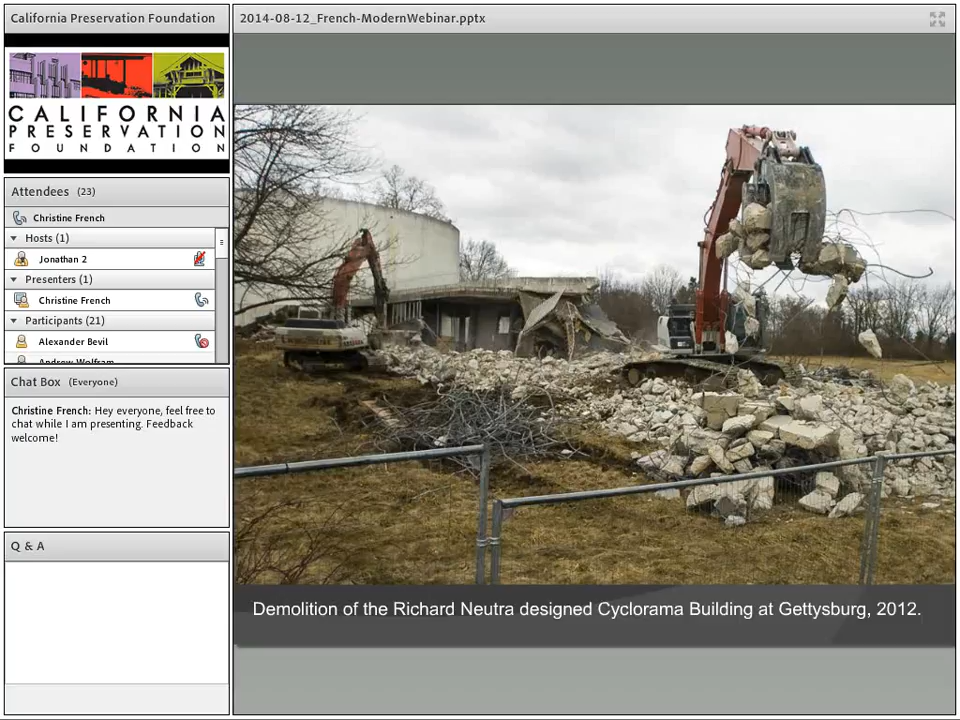 California Preservation Foundation
CALIFORNIA
PRESERVATION
FOUNDATION
Attendees (23)
Christine French
Hosts (1)
Jonathan 2
Presenters (1)
Christine French
Participants (21)
Alexander Bevil
Andrew Wolfram
Chat Box (Everyone)
Christine French: Hey everyone, feel free to
chat while I am presenting. Feedback
welcome!
Q & A
2014-08-12_French-ModernWebinar.pptx
Demolition of the Richard Neutra designed Cyclorama Building at Gettysburg, 2012.